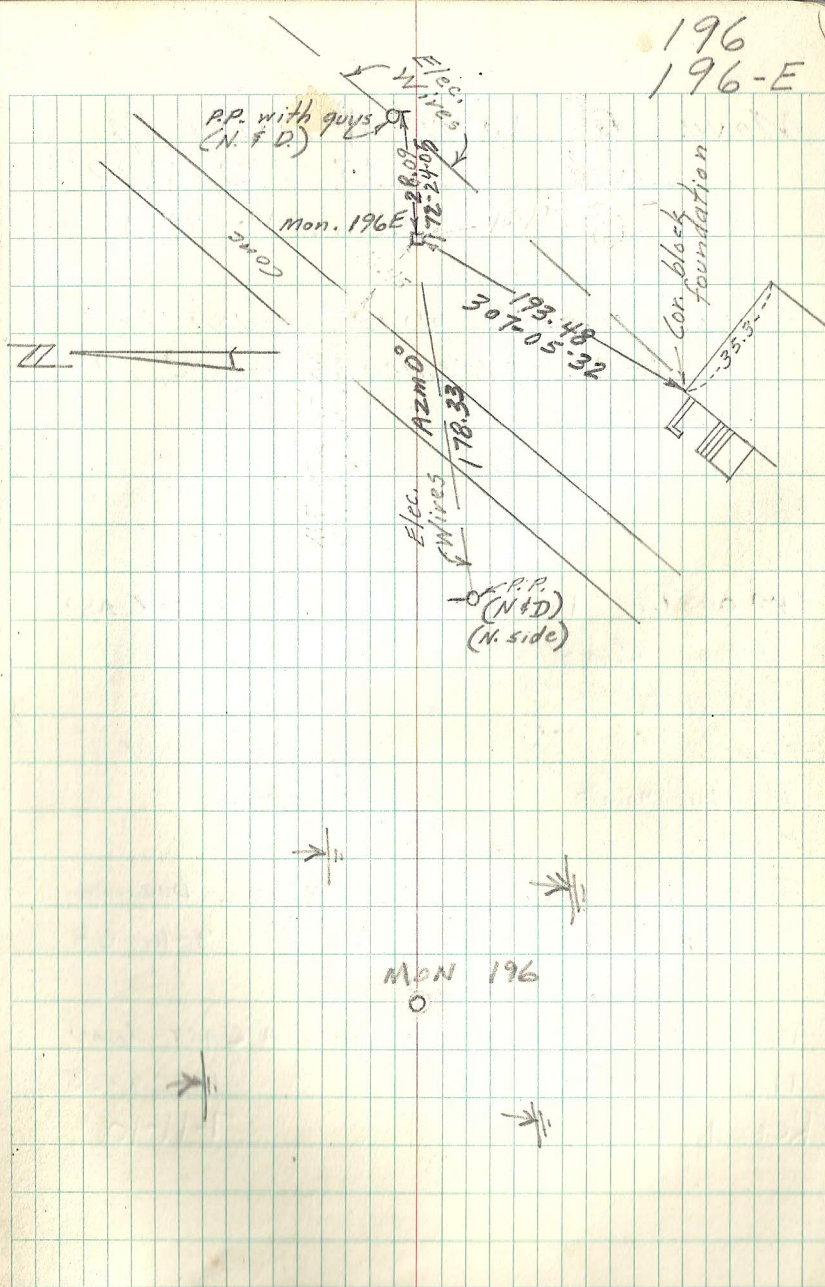 196
196-E
Elec.
Wires
P.P. with guys
(N. & D.)
28.09
72-24-05
Mon. 196E
Conc
Cor. block
foundation
193.48
307-05-32
35.3
N
Azm 0°
178.33
Elec.
Wires
P.P.
(N & D)
(N. side)
MON 196